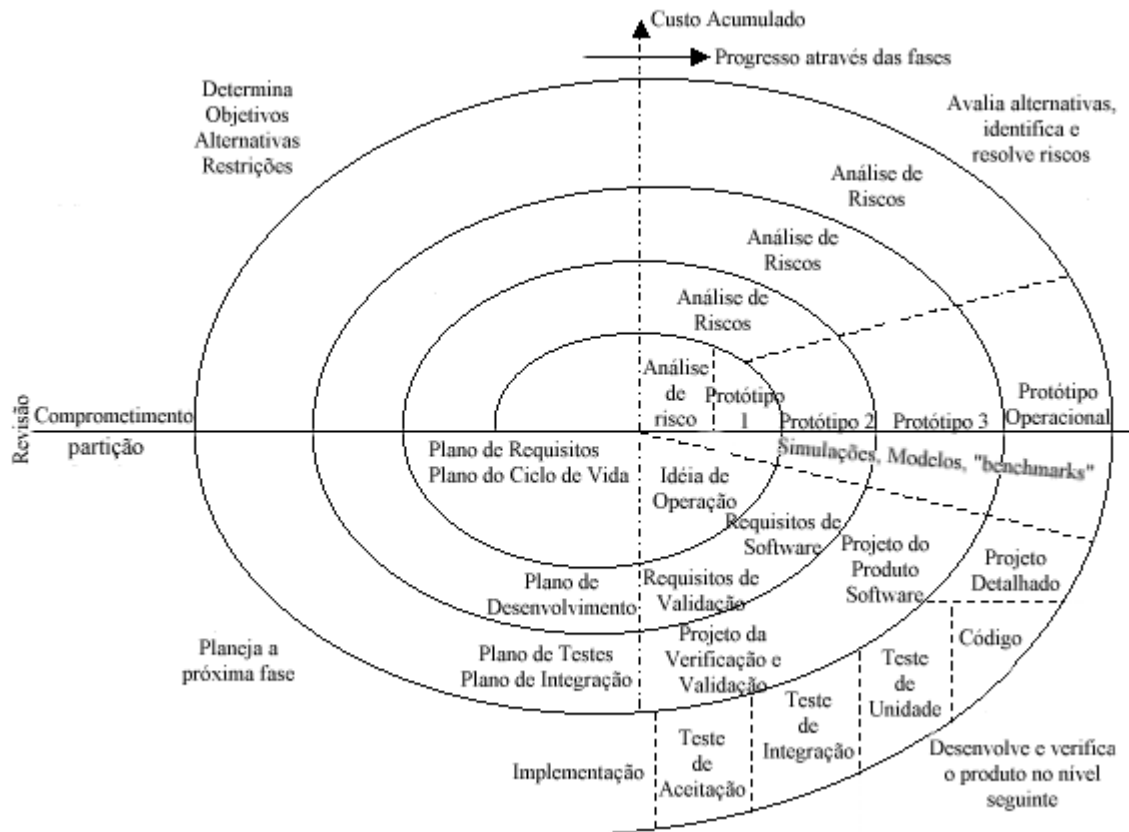 Custo Acumulado
Progresso através das fases
Determina
Objetivos
Alternativas
Restrições
Avalia alternativas,
identifica e
resolve riscos
Análise de
Riscos
Análise de
Riscos
Análise de
Riscos
Análise
de
risco
Protótipo
1
Protótipo 2
Protótipo 3
Protótipo
Operacional
Revisão
Comprometimento
partição
Simulações, Modelos, "benchmarks"
Plano de Requisitos
Plano do Ciclo de Vida
Idéia de
Operação
Requisitos de
Software
Projeto do
Produto
Software
Projeto
Detalhado
Plano de
Desenvolvimento
Requisitos de
Validação
Código
Planeja a
próxima fase
Plano de Testes
Plano de Integração
Projeto da
Verificação e
Validação
Teste
de
Unidade
Teste
de
Integração
Teste
de
Aceitação
Implementação
Desenvolve e verifica
o produto no nível
seguinte